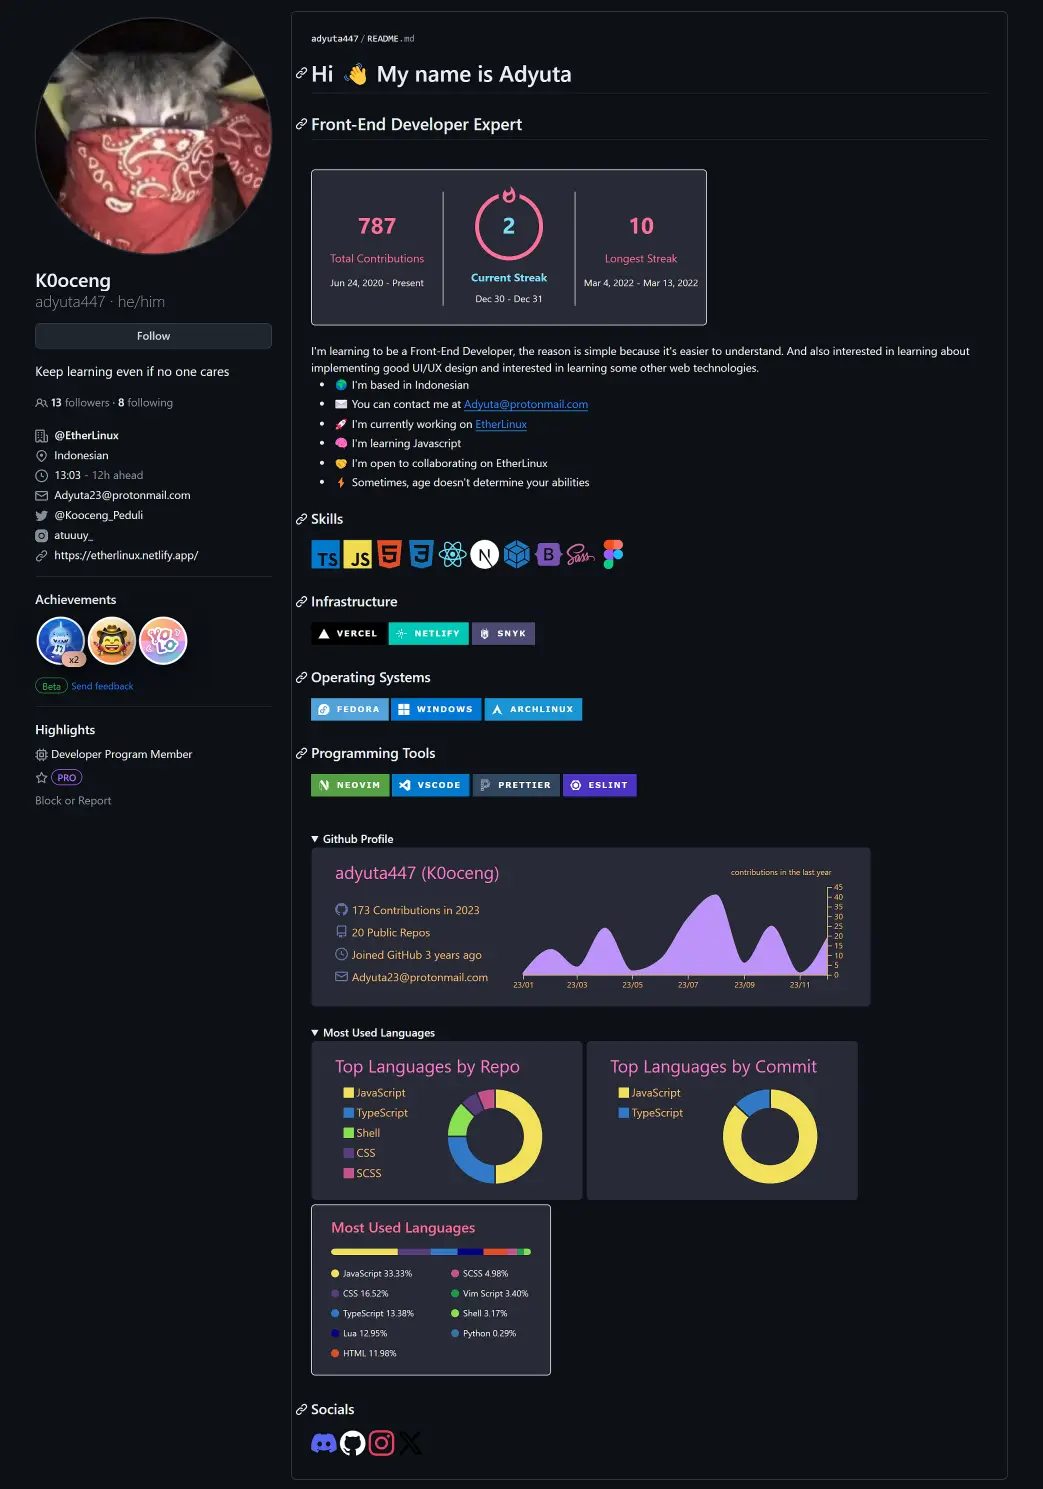 K0oceng
adyuta447 · he/him
Follow
Keep learning even if no one cares
13 followers · 8 following
@EtherLinux
Indonesian
13:03 - 12h ahead
Adyuta23@protonmail.com
@Kooceng_Peduli
atuuuy_
https://etherlinux.netlify.app/
Achievements
x2
YOLO
Beta Send feedback
Highlights
Developer Program Member
PRO
Block or Report
adyuta447 / README.md
Hi 👋 My name is Adyuta
Front-End Developer Expert
787
Total Contributions
Jun 24, 2020 - Present
2
Current Streak
Dec 30 - Dec 31
10
Longest Streak
Mar 4, 2022 - Mar 13, 2022
I'm learning to be a Front-End Developer, the reason is simple because it's easier to understand. And also interested in learning about
implementing good UI/UX design and interested in learning some other web technologies.
• 🌍 I'm based in Indonesian
• ✉️ You can contact me at Adyuta@protonmail.com
• 🚀 I'm currently working on EtherLinux
• 🧠 I'm learning Javascript
• 🤝 I'm open to collaborating on EtherLinux
• ⚡ Sometimes, age doesn't determine your abilities
Skills
TS JS 5 3 N B Sass
Infrastructure
VERCEL NETLIFY SNYK
Operating Systems
FEDORA WINDOWS ARCHLINUX
Programming Tools
NEOVIM VSCODE PRETTIER ESLINT
▼ Github Profile
adyuta447 (K0oceng)
173 Contributions in 2023
20 Public Repos
Joined GitHub 3 years ago
Adyuta23@protonmail.com
contributions in the last year
45
40
35
30
25
20
15
10
5
0
23/01 23/03 23/05 23/07 23/09 23/11
▼ Most Used Languages
Top Languages by Repo
JavaScript
TypeScript
Shell
CSS
SCSS
Top Languages by Commit
JavaScript
TypeScript
Most Used Languages
JavaScript 33.33%
CSS 16.52%
TypeScript 13.38%
Lua 12.95%
HTML 11.98%
SCSS 4.98%
Vim Script 3.40%
Shell 3.17%
Python 0.29%
Socials